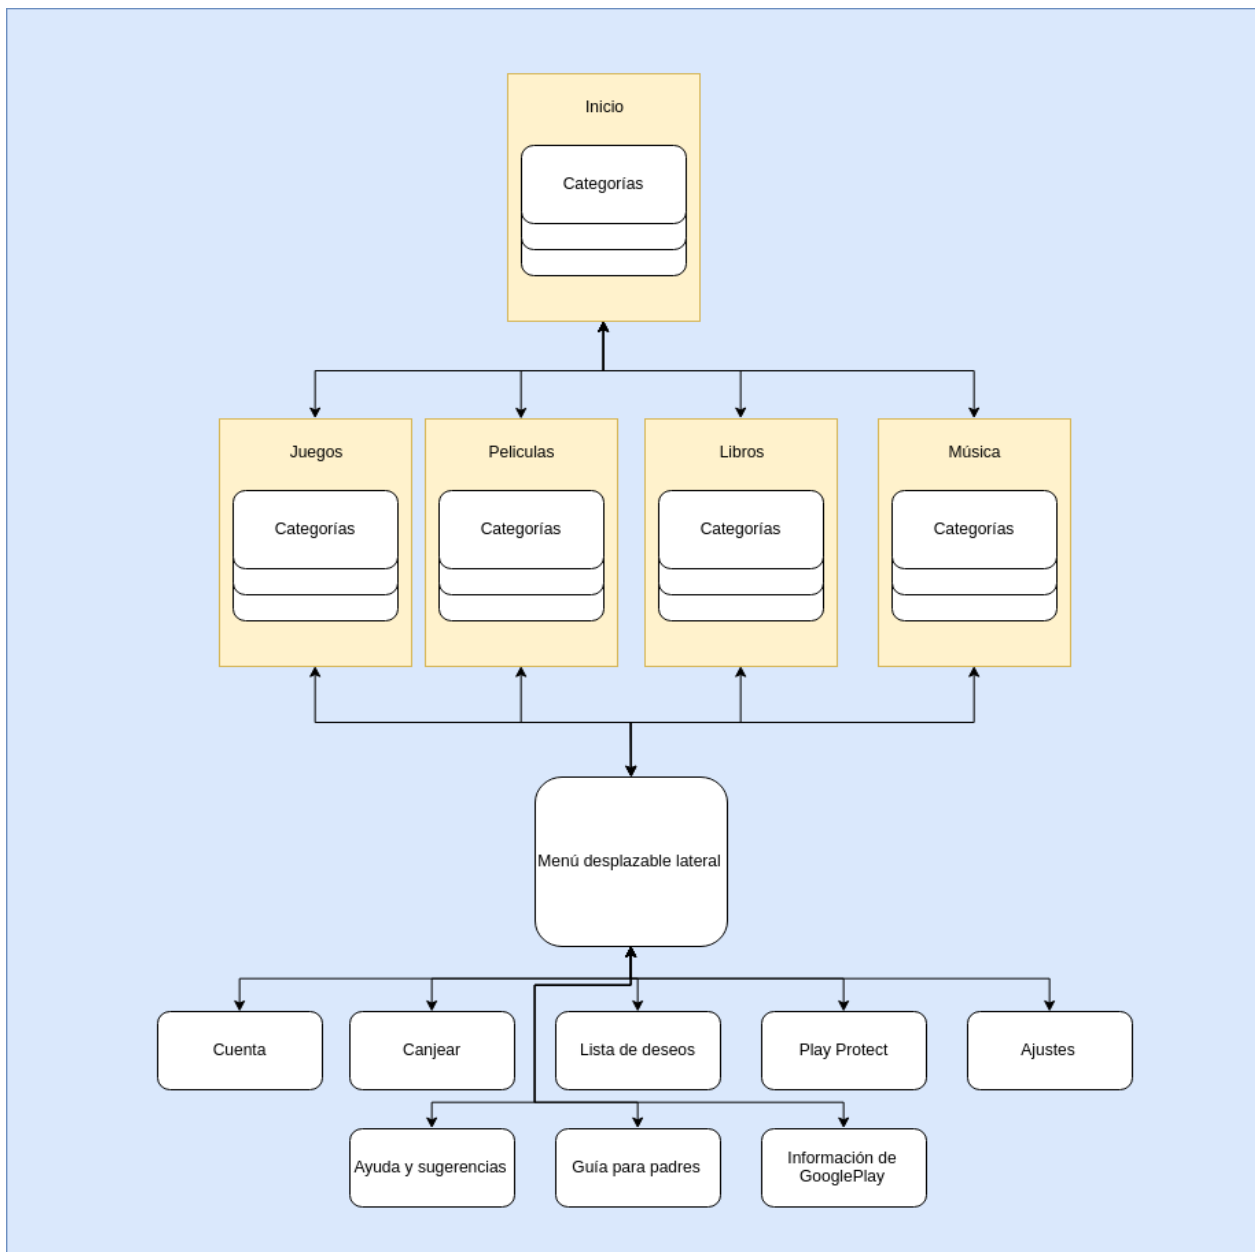 Inicio
Categorías
Juegos
Peliculas
Libros
Música
Categorías
Categorías
Categorías
Categorías
Menú desplazable lateral
Cuenta
Canjear
Lista de deseos
Play Protect
Ajustes
Ayuda y sugerencias
Guía para padres
Información de
GooglePlay